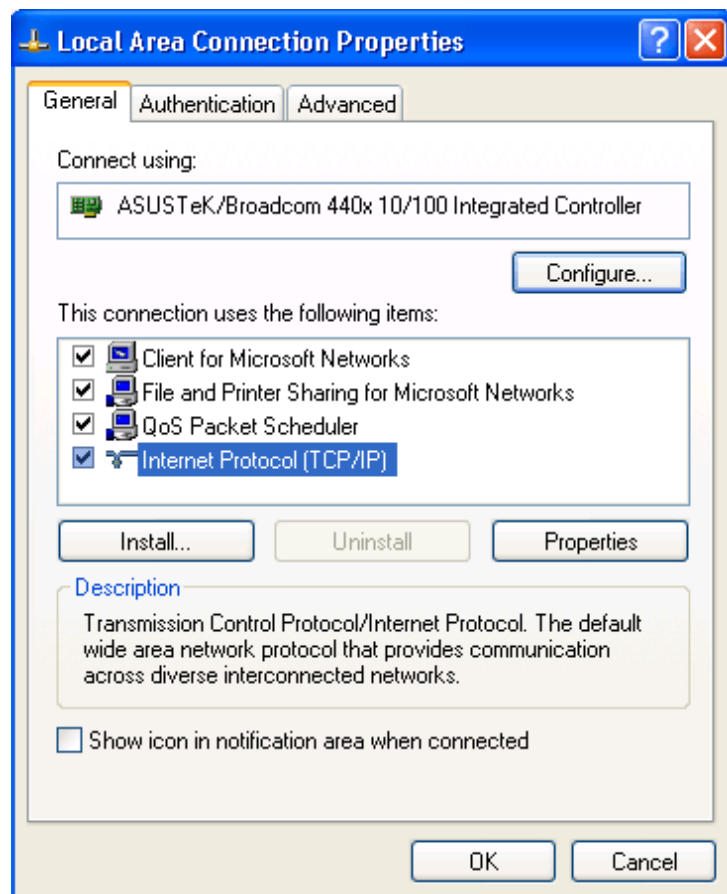 Local Area Connection Properties
General Authentication Advanced
Connect using:
ASUSTeK/Broadcom 440x 10/100 Integrated Controller
Configure...
This connection uses the following items:
Client for Microsoft Networks
File and Printer Sharing for Microsoft Networks
QoS Packet Scheduler
Internet Protocol (TCP/IP)
Install... Uninstall Properties
Description
Transmission Control Protocol/Internet Protocol. The default
wide area network protocol that provides communication
across diverse interconnected networks.
Show icon in notification area when connected
OK Cancel